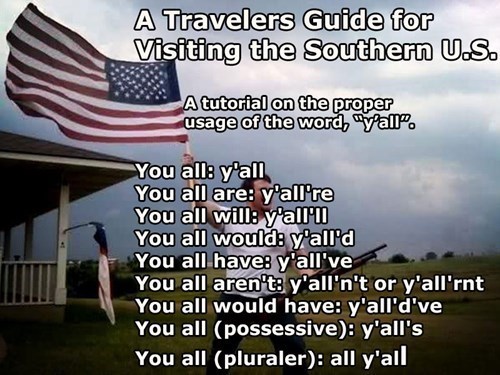 A Travelers Guide for
Visiting the Southern U.S.
A tutorial on the proper
usage of the word, "y'all".
You all: y'all
You all are: y'all're
You all will: y'all'll
You all would: y'all'd
You all have: y'all've
You all aren't: y'all'n't or y'all'rnt
You all would have: y'all'd've
You all (possessive): y'all's
You all (pluraler): all y'all